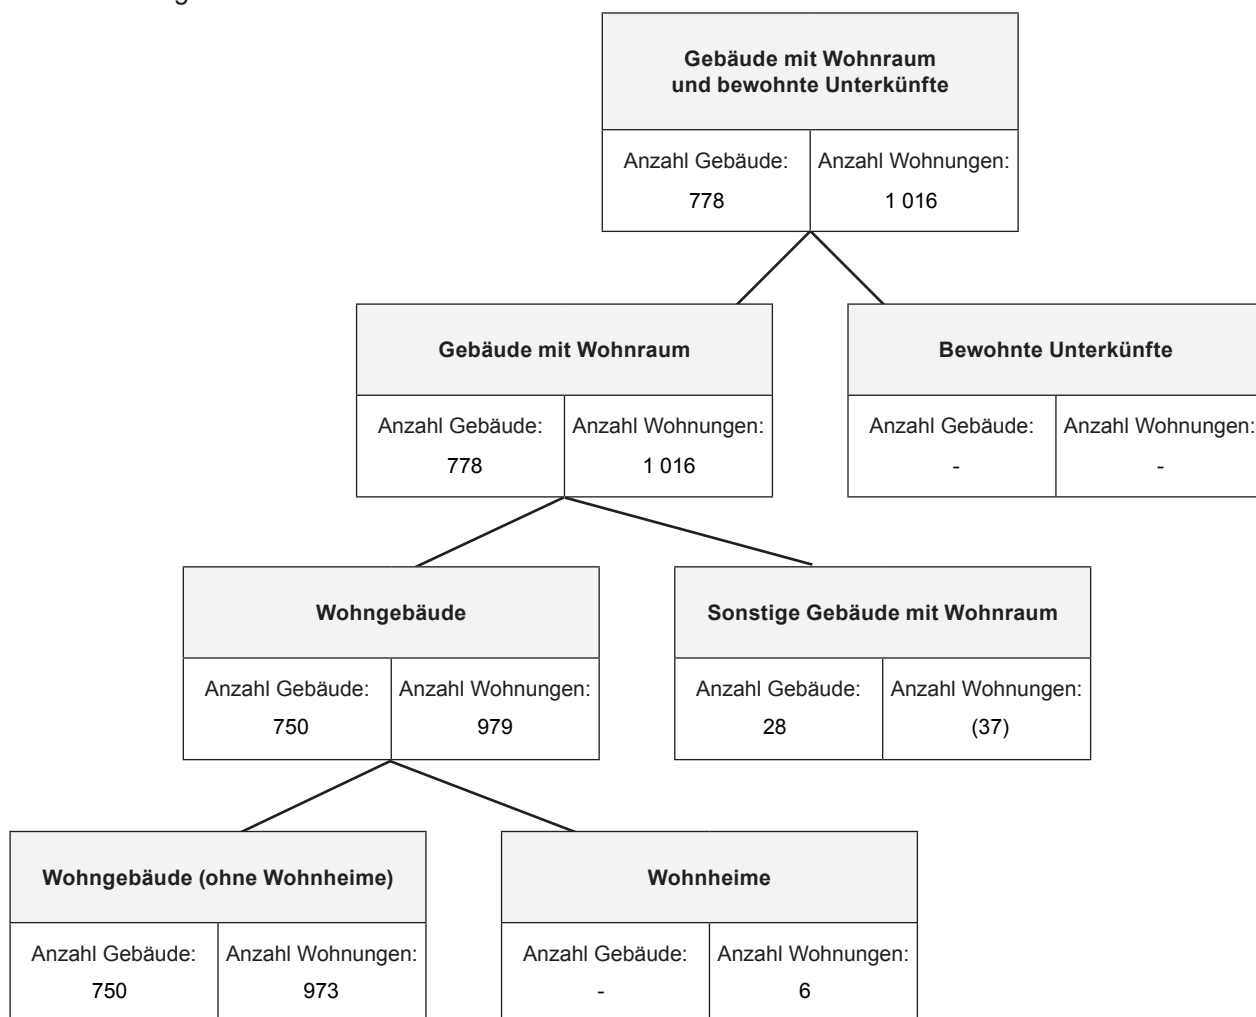 Gebäude mit Wohnraum
und bewohnte Unterkünfte
Anzahl Gebäude: Anzahl Wohnungen:
778 1 016
Gebäude mit Wohnraum
Anzahl Gebäude: Anzahl Wohnungen:
778 1 016
Bewohnte Unterkünfte
Anzahl Gebäude: Anzahl Wohnungen:
- -
Wohngebäude
Anzahl Gebäude: Anzahl Wohnungen:
750 979
Sonstige Gebäude mit Wohnraum
Anzahl Gebäude: Anzahl Wohnungen:
28 (37)
Wohngebäude (ohne Wohnheime)
Anzahl Gebäude: Anzahl Wohnungen:
750 973
Wohnheime
Anzahl Gebäude: Anzahl Wohnungen:
- 6